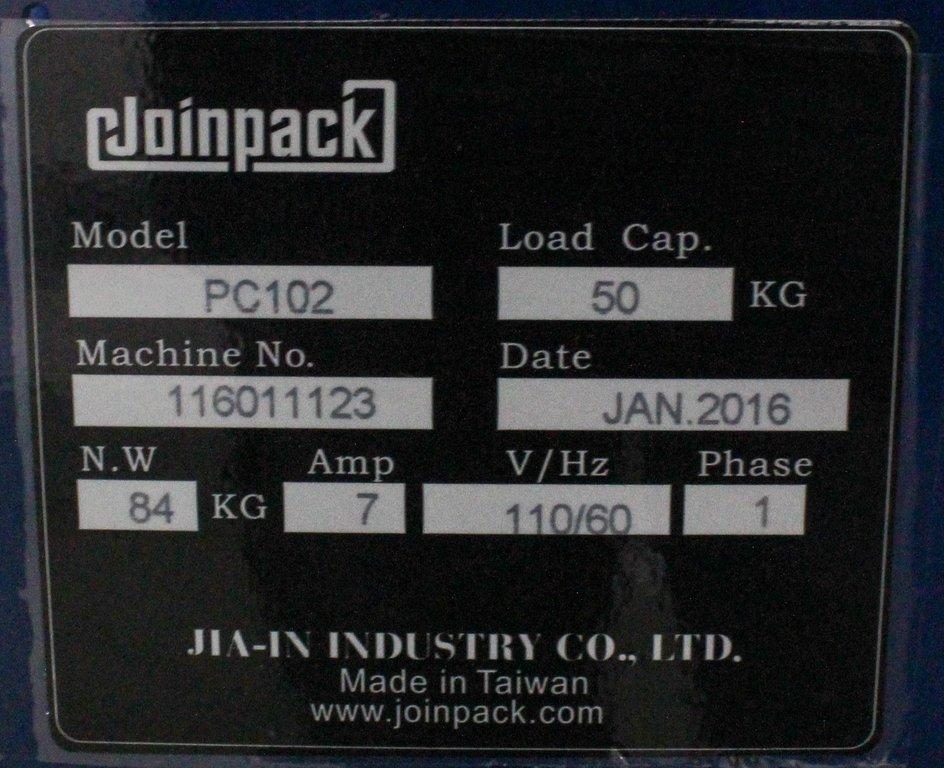 Joinpack
Model Load Cap.
PC102 50 KG
Machine No. Date
116011123 JAN.2016
N.W Amp V/Hz Phase
84 KG 7 110/60 1
JIA-IN INDUSTRY CO., LTD.
Made in Taiwan
www.joinpack.com